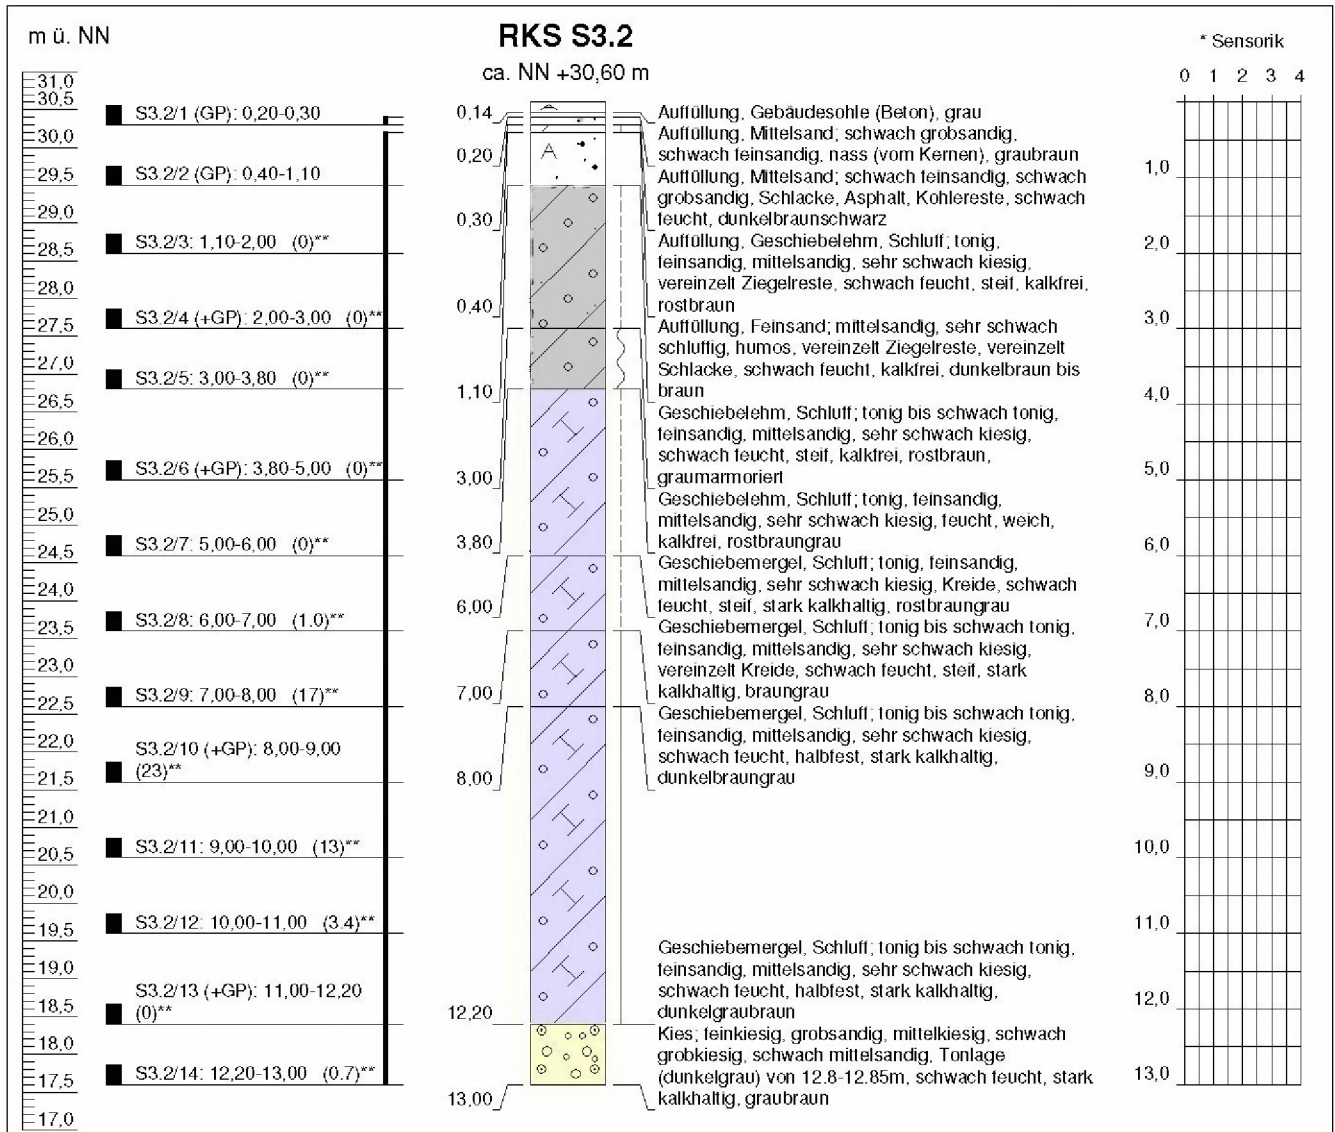 m ü. NN
RKS S3.2
ca. NN +30,60 m
* Sensorik
0 1 2 3 4
31,0
30,5
30,0
29,5
29,0
28,5
28,0
27,5
27,0
26,5
26,0
25,5
25,0
24,5
24,0
23,5
23,0
22,5
22,0
21,5
21,0
20,5
20,0
19,5
19,0
18,5
18,0
17,5
17,0
S3.2/1 (GP): 0,20-0,30
S3.2/2 (GP): 0,40-1,10
S3.2/3: 1,10-2,00 (0)**
S3.2/4 (+GP): 2,00-3,00 (0)**
S3.2/5: 3,00-3,80 (0)**
S3.2/6 (+GP): 3,80-5,00 (0)**
S3.2/7: 5,00-6,00 (0)**
S3.2/8: 6,00-7,00 (1.0)**
S3.2/9: 7,00-8,00 (17)**
S3.2/10 (+GP): 8,00-9,00
(23)**
S3.2/11: 9,00-10,00 (13)**
S3.2/12: 10,00-11,00 (3.4)**
S3.2/13 (+GP): 11,00-12,20
(0)**
S3.2/14: 12,20-13,00 (0.7)**
0,14
0,20
0,30
0,40
1,10
3,00
3,80
6,00
7,00
8,00
12,20
13,00
A
Auffüllung, Gebäudesohle (Beton), grau
Auffüllung, Mittelsand; schwach grobsandig,
schwach feinsandig, nass (vom Kernen), graubraun
Auffüllung, Mittelsand; schwach feinsandig, schwach
grobsandig, Schlacke, Asphalt, Kohlereste, schwach
feucht, dunkelbraunschwarz
Auffüllung, Geschiebelehm, Schluff; tonig,
feinsandig, mittelsandig, sehr schwach kiesig,
vereinzelt Ziegelreste, schwach feucht, steif, kalkfrei,
rostbraun
Auffüllung, Feinsand; mittelsandig, sehr schwach
schluffig, humos, vereinzelt Ziegelreste, vereinzelt
Schlacke, schwach feucht, kalkfrei, dunkelbraun bis
braun
Geschiebelehm, Schluff; tonig bis schwach tonig,
feinsandig, mittelsandig, sehr schwach kiesig,
schwach feucht, steif, kalkfrei, rostbraun,
graumarmoriert
Geschiebelehm, Schluff; tonig, feinsandig,
mittelsandig, sehr schwach kiesig, feucht, weich,
kalkfrei, rostbraungrau
Geschiebemergel, Schluff; tonig, feinsandig,
mittelsandig, sehr schwach kiesig, Kreide, schwach
feucht, steif, stark kalkhaltig, rostbraungrau
Geschiebemergel, Schluff; tonig bis schwach tonig,
feinsandig, mittelsandig, sehr schwach kiesig,
vereinzelt Kreide, schwach feucht, steif, stark
kalkhaltig, braungrau
Geschiebemergel, Schluff; tonig bis schwach tonig,
feinsandig, mittelsandig, sehr schwach kiesig,
schwach feucht, halbfest, stark kalkhaltig,
dunkelbraungrau
Geschiebemergel, Schluff; tonig bis schwach tonig,
feinsandig, mittelsandig, sehr schwach kiesig,
schwach feucht, halbfest, stark kalkhaltig,
dunkelgraubraun
Kies; feinkiesig, grobsandig, mittelkiesig, schwach
grobkiesig, schwach mittelsandig, Tonlage
(dunkelgrau) von 12.8-12.85m, schwach feucht, stark
kalkhaltig, graubraun
1,0
2,0
3,0
4,0
5,0
6,0
7,0
8,0
9,0
10,0
11,0
12,0
13,0